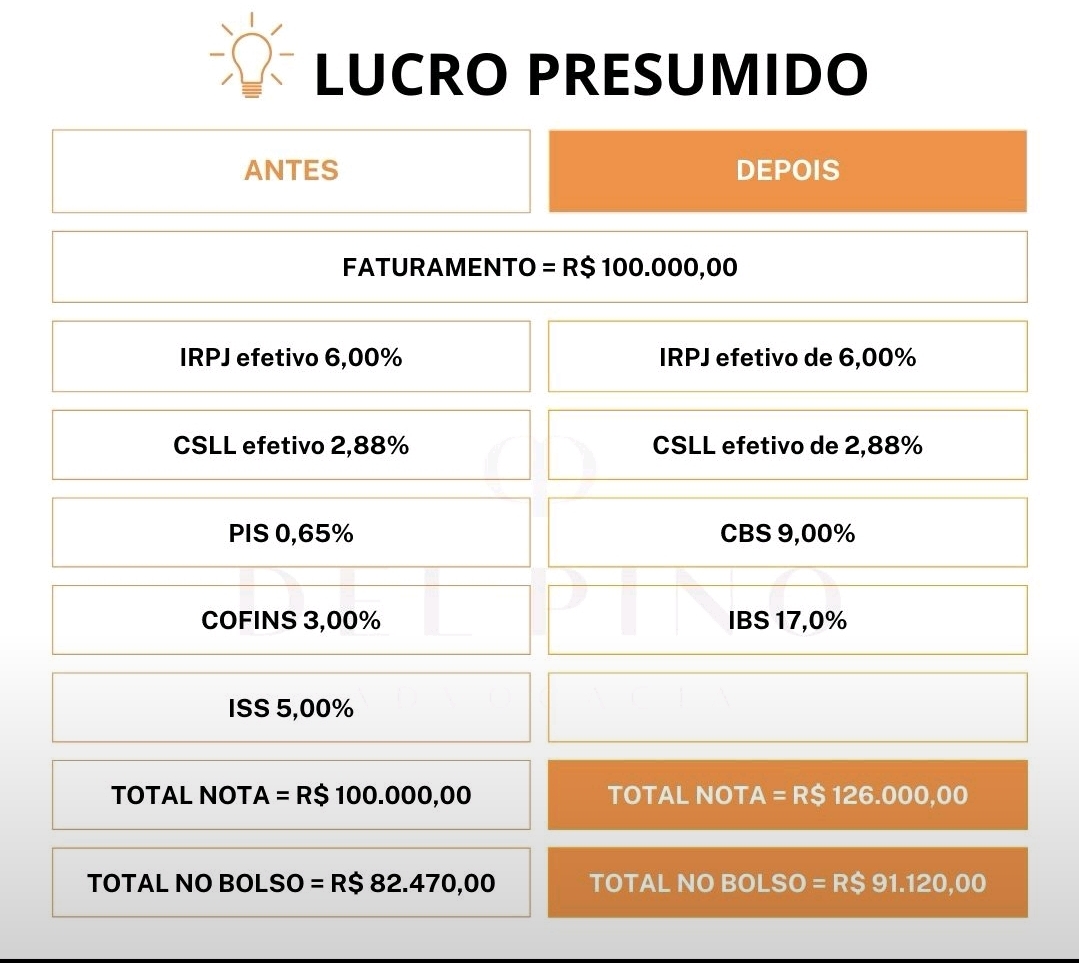 LUCRO PRESUMIDO
ANTES
DEPOIS
FATURAMENTO = R$ 100.000,00
IRPJ efetivo 6,00%
IRPJ efetivo de 6,00%
CSLL efetivo 2,88%
CSLL efetivo de 2,88%
PIS 0,65%
CBS 9,00%
COFINS 3,00%
IBS 17,0%
DEL PINO
ADVOCACIA
ISS 5,00%
TOTAL NOTA = R$ 100.000,00
TOTAL NOTA = R$ 126.000,00
TOTAL NO BOLSO = R$ 82.470,00
TOTAL NO BOLSO = R$ 91.120,00